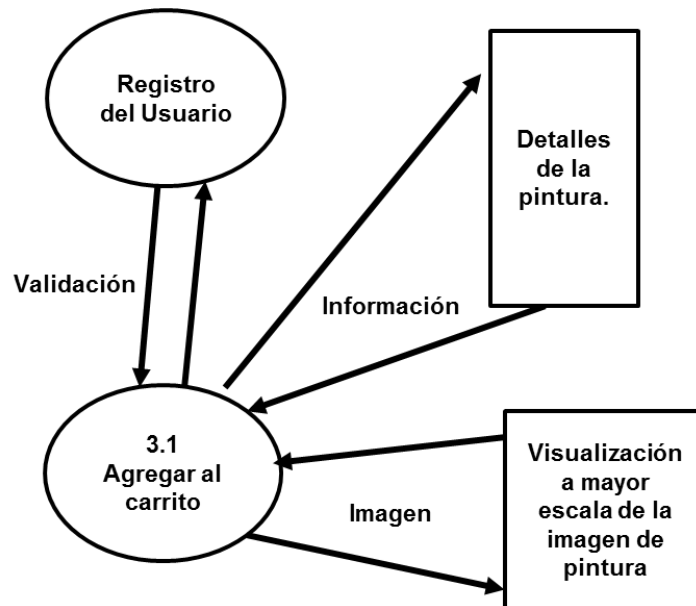 Registro
del Usuario
Detalles
de la
pintura.
Validación
Información
3.1
Agregar al
carrito
Imagen
Visualización
a mayor
escala de la
imagen de
pintura